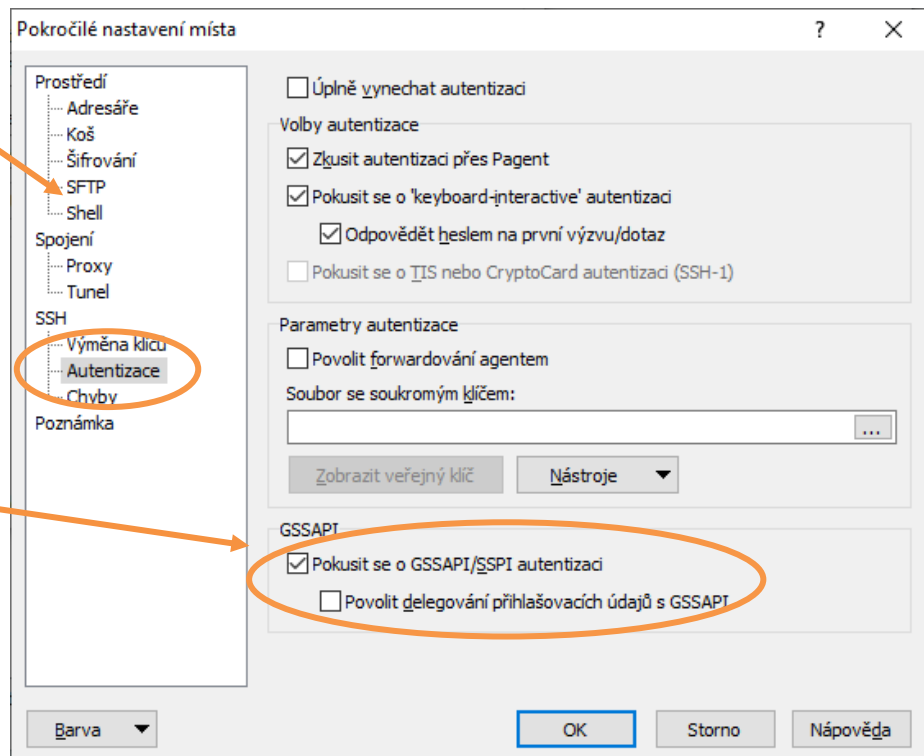 Pokročilé nastavení místa
?
Prostředí
Adresáře
Koš
Šifrování
SFTP
Shell
Spojení
Proxy
Tunel
SSH
Výměna klíčů
Autentizace
Chyby
Poznámka
Úplně vynechat autentizaci
Volby autentizace
Zkusit autentizaci přes Pagent
Pokusit se o 'keyboard-interactive' autentizaci
Odpovědět heslem na první výzvu/dotaz
Pokusit se o TIS nebo CryptoCard autentizaci (SSH-1)
Parametry autentizace
Povolit forwardování agentem
Soubor se soukromým klíčem:
...
Zobrazit veřejný klíč Nástroje
GSSAPI
Pokusit se o GSSAPI/SSPI autentizaci
Povolit delegování přihlašovacích údajů s GSSAPI
Barva OK Storno Nápověda